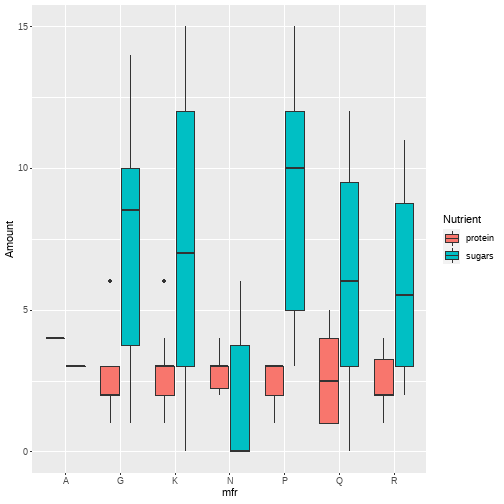 15
10
5
0
Amount
A G K N P Q R
mfr
Nutrient
protein
sugars